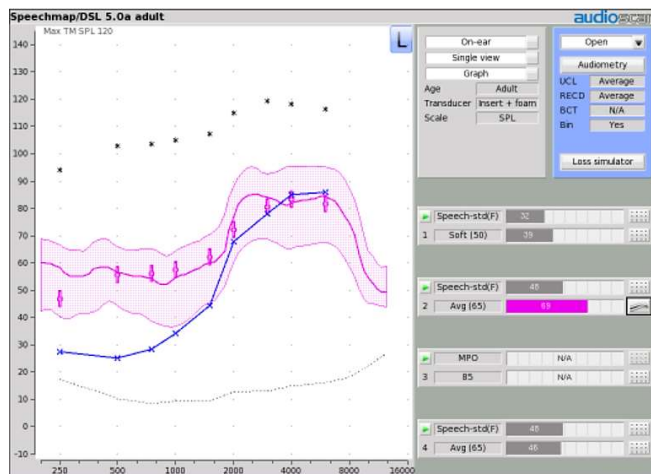 Speechmap/DSL 5.0a adult
audioscan
Max TM SPL 120
L
140
130
120
110
100
90
80
70
60
50
40
30
20
10
0
-10
250
500
1000
2000
4000
8000
16000
On-ear
Single view
Graph
Age Adult
Transducer Insert + foam
Scale SPL
Open
Audiometry
UCL Average
RECD Average
BCT N/A
Bin Yes
Loss simulator
Speech-std(F) 32
1 Soft (50) 39
Speech-std(F) 48
2 Avg (65) 69
MPO N/A
3 85 N/A
Speech-std(F) 48
4 Avg (65) 46